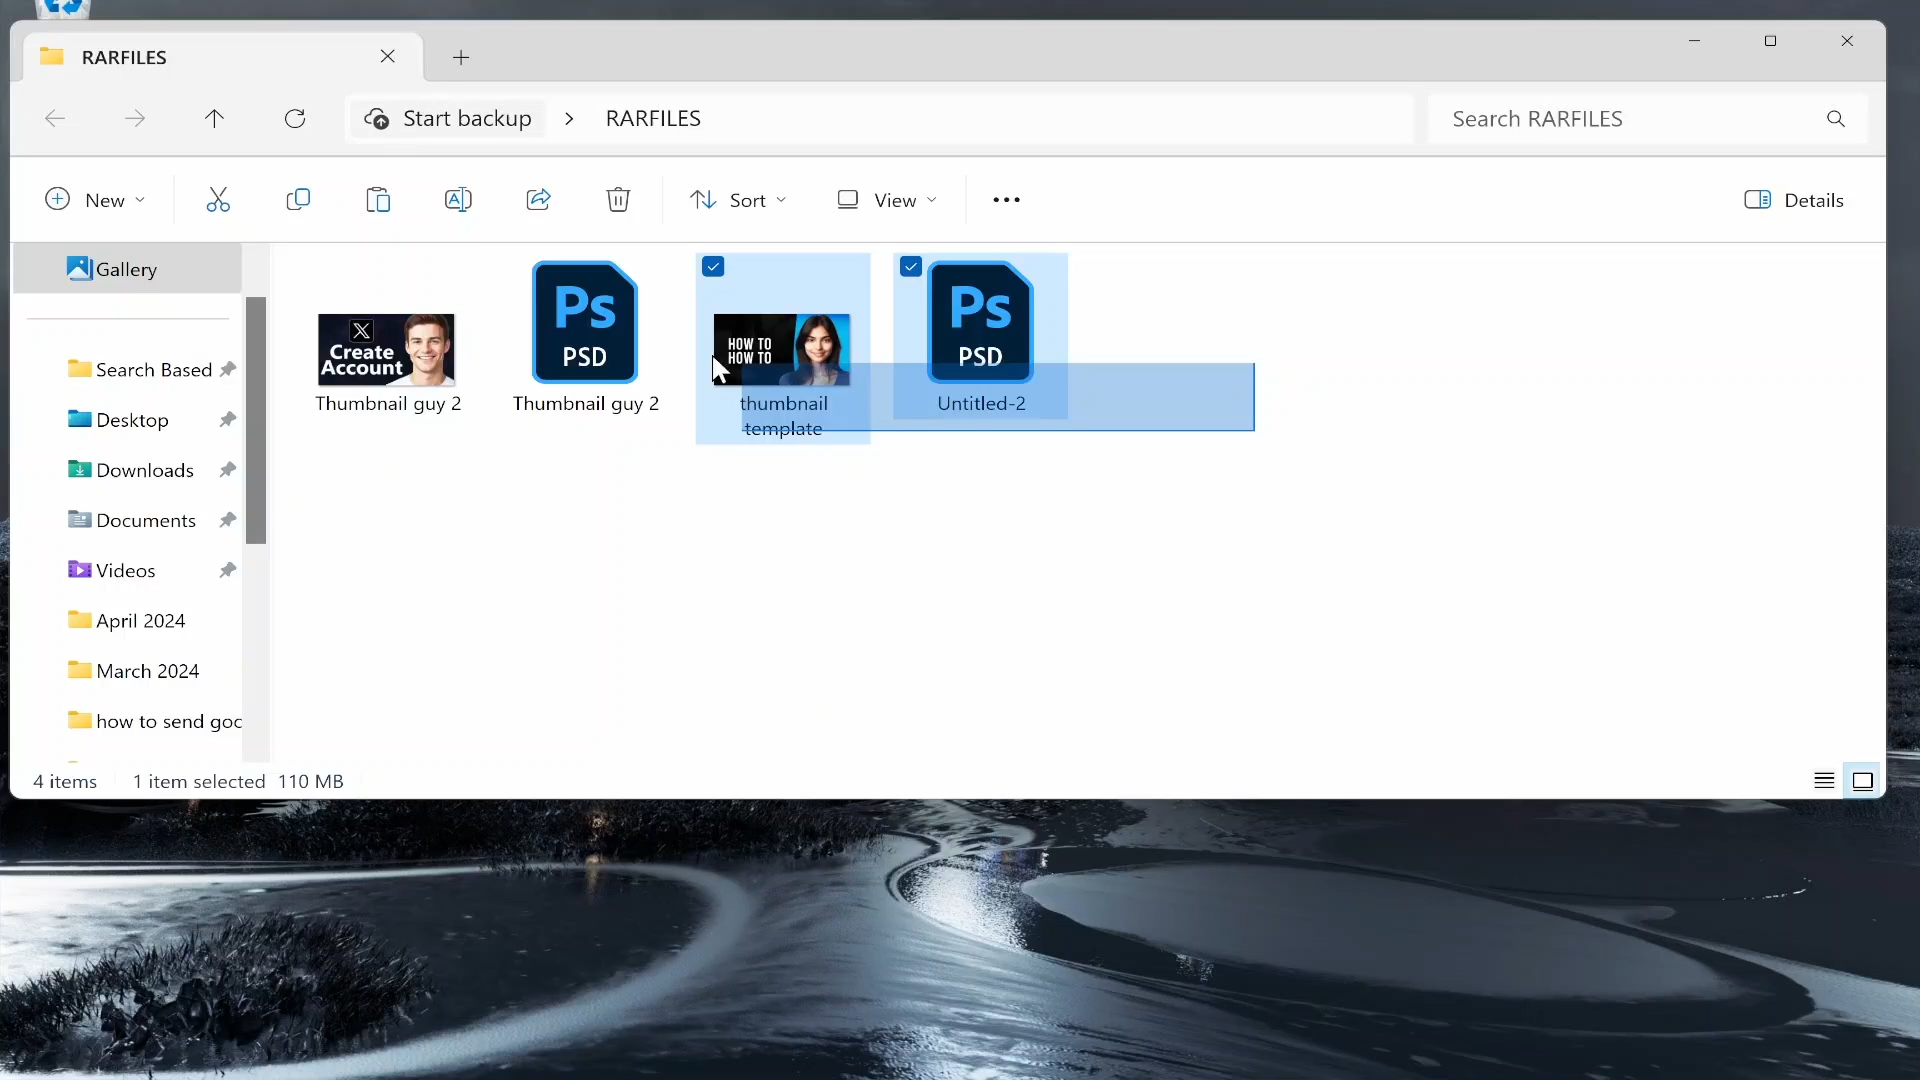 RARFILES
Start backup
RARFILES
Search RARFILES
New
Sort
View
Details
Gallery
Search Based
Desktop
Downloads
Documents
Videos
April 2024
March 2024
how to send goc
X
Create
Account
Thumbnail guy 2
Ps
PSD
Thumbnail guy 2
HOW TO
HOW TO
thumbnail
template
Ps
PSD
Untitled-2
4 items
1 item selected 110 MB